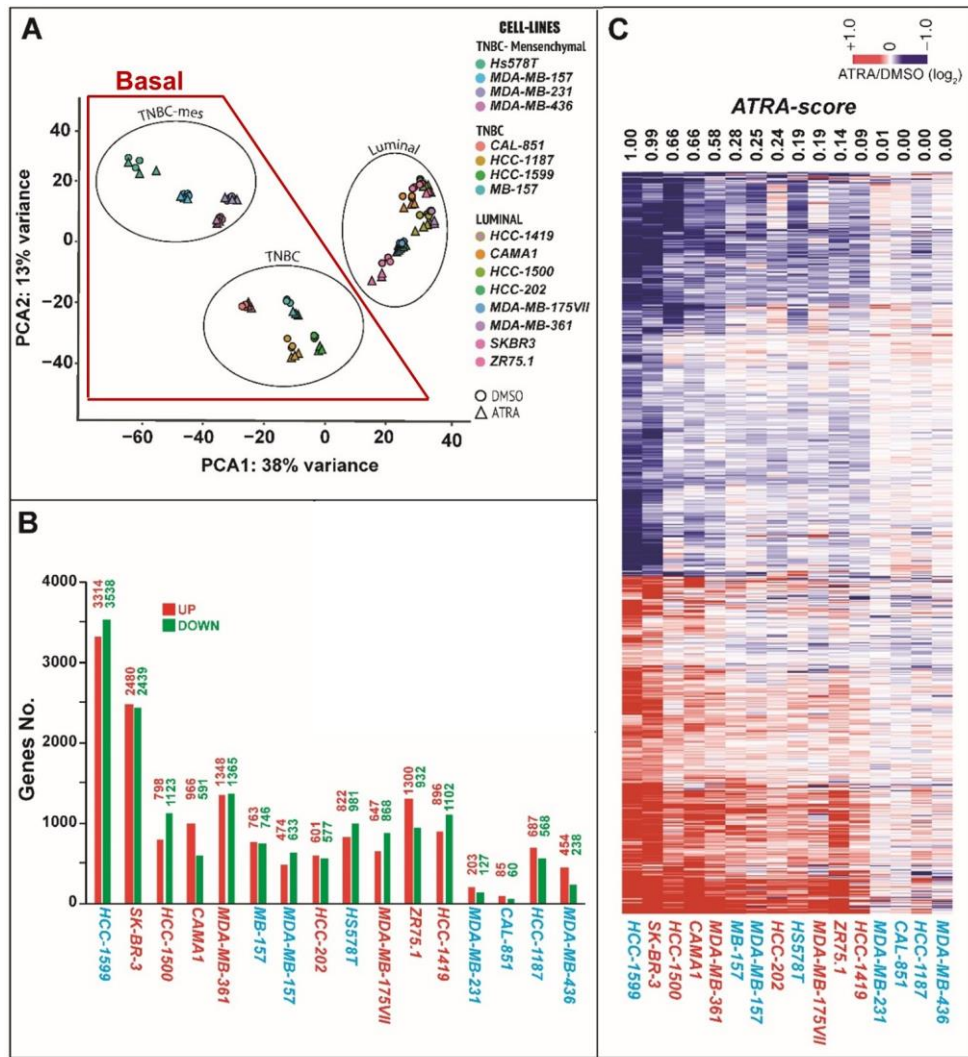 A
CELL-LINES
TNBC- Mensenchymal
Hs578T
MDA-MB-157
MDA-MB-231
MDA-MB-436
TNBC
CAL-851
HCC-1187
HCC-1599
MB-157
LUMINAL
HCC-1419
CAMA1
HCC-1500
HCC-202
MDA-MB-175VII
MDA-MB-361
SKBR3
ZR75.1
DMSO
ATRA
Basal
TNBC-mes
Luminal
TNBC
PCA2: 13% variance
40
20
0
−20
−40
−60
−40
−20
0
20
40
PCA1: 38% variance
B
Genes No.
4000
3000
2000
1000
0
UP
DOWN
3314
3538
2480
2439
798
1123
966
591
1348
1365
763
746
474
633
601
577
822
981
647
868
1300
932
896
1102
203
127
85
60
687
568
454
238
HCC-1599
SK-BR-3
HCC-1500
CAMA1
MDA-MB-361
MB-157
MDA-MB-157
HCC-202
HS578T
MDA-MB-175VII
ZR75.1
HCC-1419
MDA-MB-231
CAL-851
HCC-1187
MDA-MB-436
C
+1.0
0
−1.0
ATRA/DMSO (log2)
ATRA-score
1.00
0.99
0.66
0.66
0.58
0.28
0.25
0.24
0.19
0.19
0.14
0.09
0.01
0.00
0.00
0.00
HCC-1599
SK-BR-3
HCC-1500
CAMA1
MDA-MB-361
MB-157
MDA-MB-157
HCC-202
HS578T
MDA-MB-175VII
ZR75.1
HCC-1419
MDA-MB-231
CAL-851
HCC-1187
MDA-MB-436